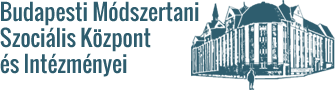 Budapesti Módszertani
Szociális Központ
és Intézményei